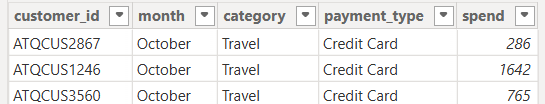 customer_id month category payment_type spend
ATQCUS2867 October Travel Credit Card 286
ATQCUS1246 October Travel Credit Card 1642
ATQCUS3560 October Travel Credit Card 765